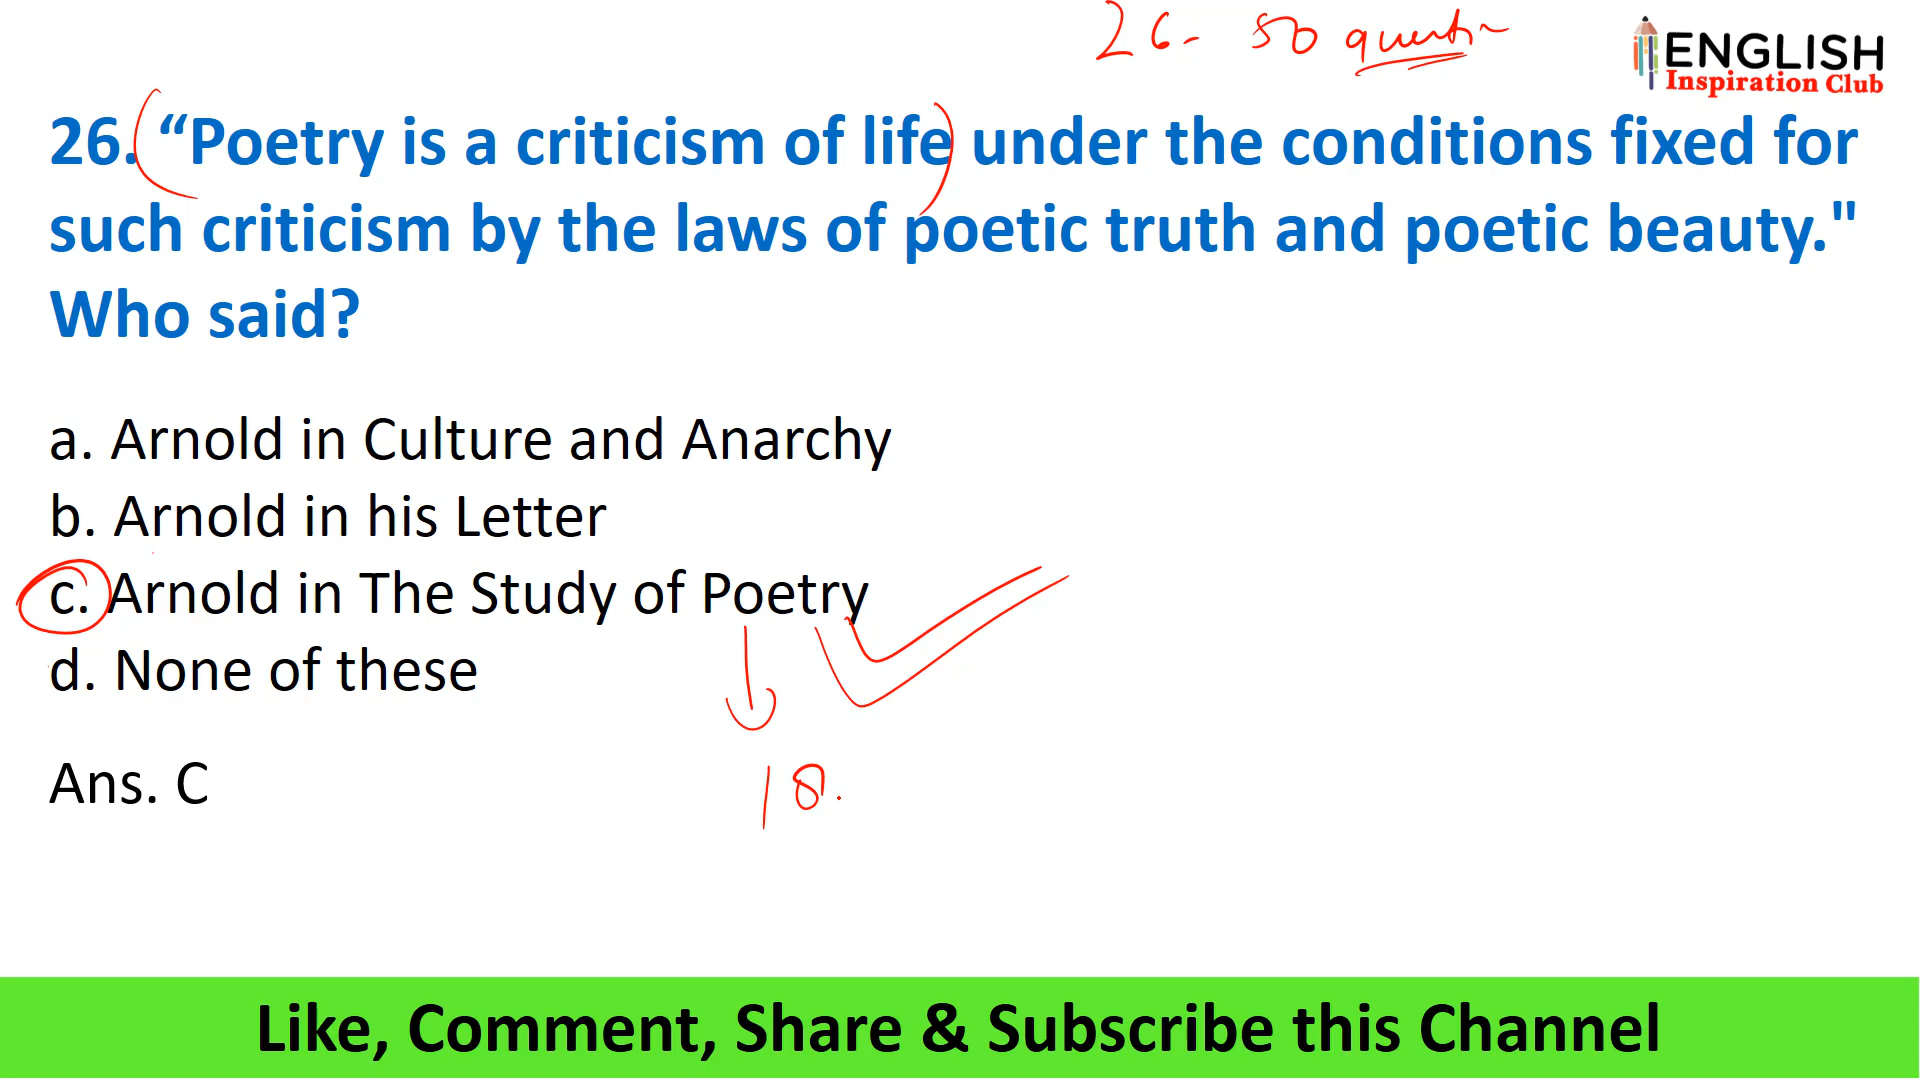 26- 50 questin
ENGLISH
Inspiration Club
26. “Poetry is a criticism of life under the conditions fixed for
such criticism by the laws of poetic truth and poetic beauty."
Who said?
a. Arnold in Culture and Anarchy
b. Arnold in his Letter
c. Arnold in The Study of Poetry
d. None of these
18.
Ans. C
Like, Comment, Share & Subscribe this Channel